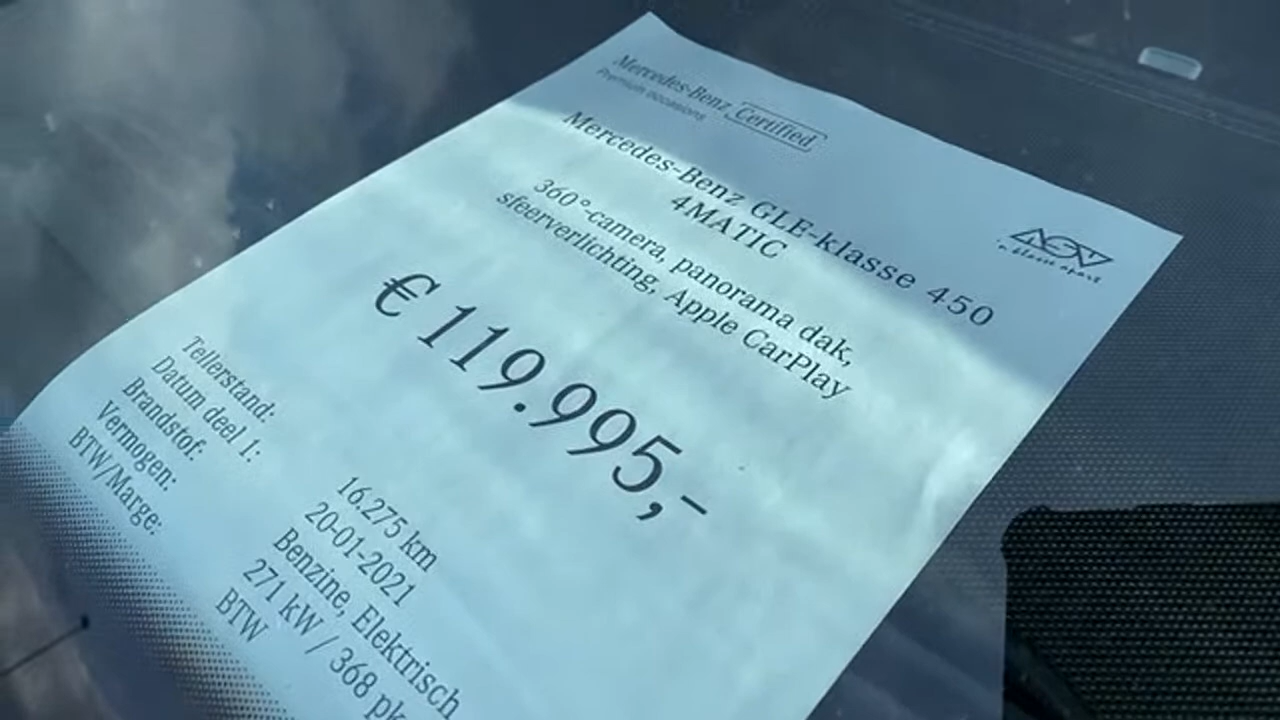 Mercedes-Benz Certified
Premium occasions
AGAM
'n klasse apart
Mercedes-Benz GLE-klasse 450
4MATIC
360°-camera, panorama dak,
sfeerverlichting, Apple CarPlay
€ 119.995,-
Tellerstand: 16.275 km
Datum deel 1: 20-01-2021
Brandstof: Benzine, Elektrisch
Vermogen: 271 kW / 368 pk
BTW/Marge: BTW